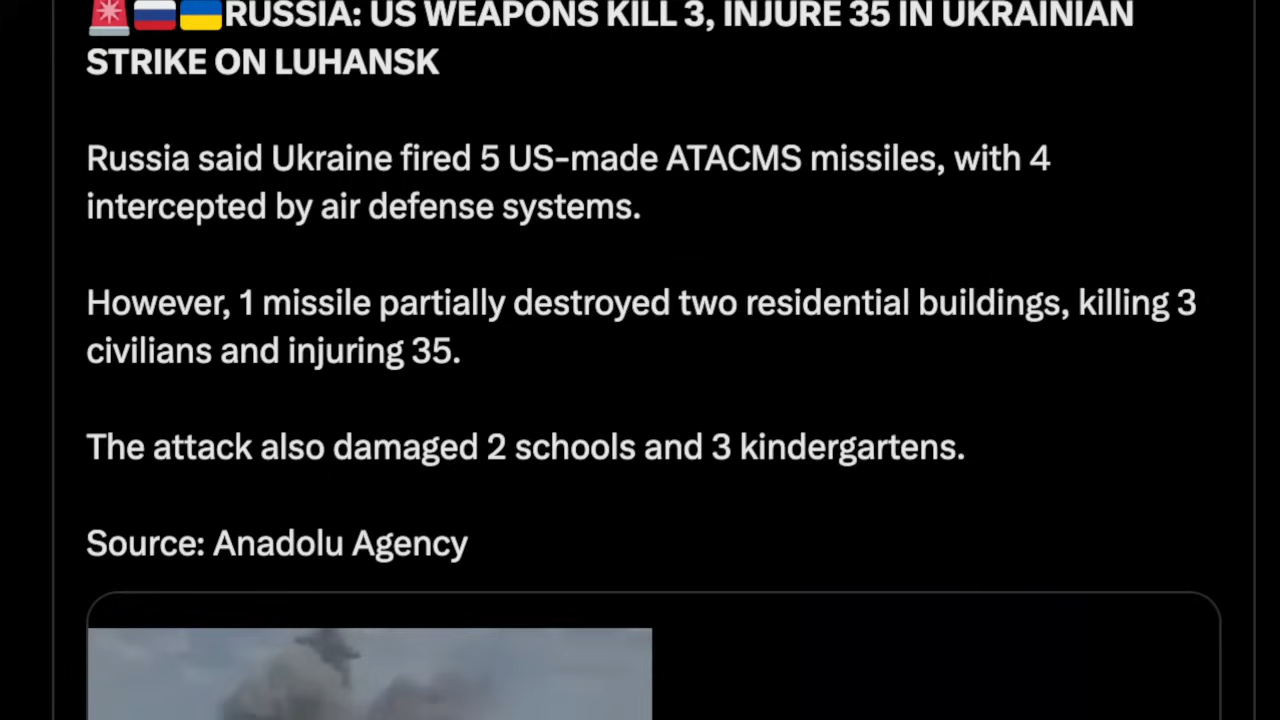 🚨🇷🇺🇺🇦RUSSIA: US WEAPONS KILL 3, INJURE 35 IN UKRAINIAN
STRIKE ON LUHANSK
Russia said Ukraine fired 5 US-made ATACMS missiles, with 4
intercepted by air defense systems.
However, 1 missile partially destroyed two residential buildings, killing 3
civilians and injuring 35.
The attack also damaged 2 schools and 3 kindergartens.
Source: Anadolu Agency